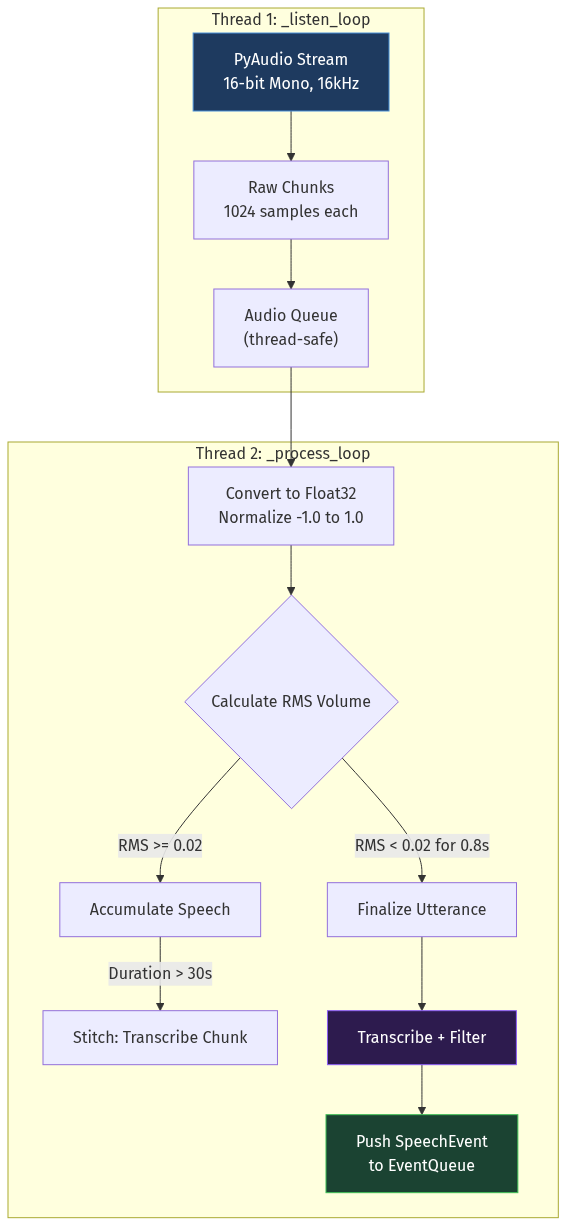 Thread 1: _listen_loop
PyAudio Stream
16-bit Mono, 16kHz
Raw Chunks
1024 samples each
Audio Queue
(thread-safe)
Thread 2: _process_loop
Convert to Float32
Normalize -1.0 to 1.0
Calculate RMS Volume
RMS >= 0.02
RMS < 0.02 for 0.8s
Accumulate Speech
Finalize Utterance
Duration > 30s
Stitch: Transcribe Chunk
Transcribe + Filter
Push SpeechEvent
to EventQueue